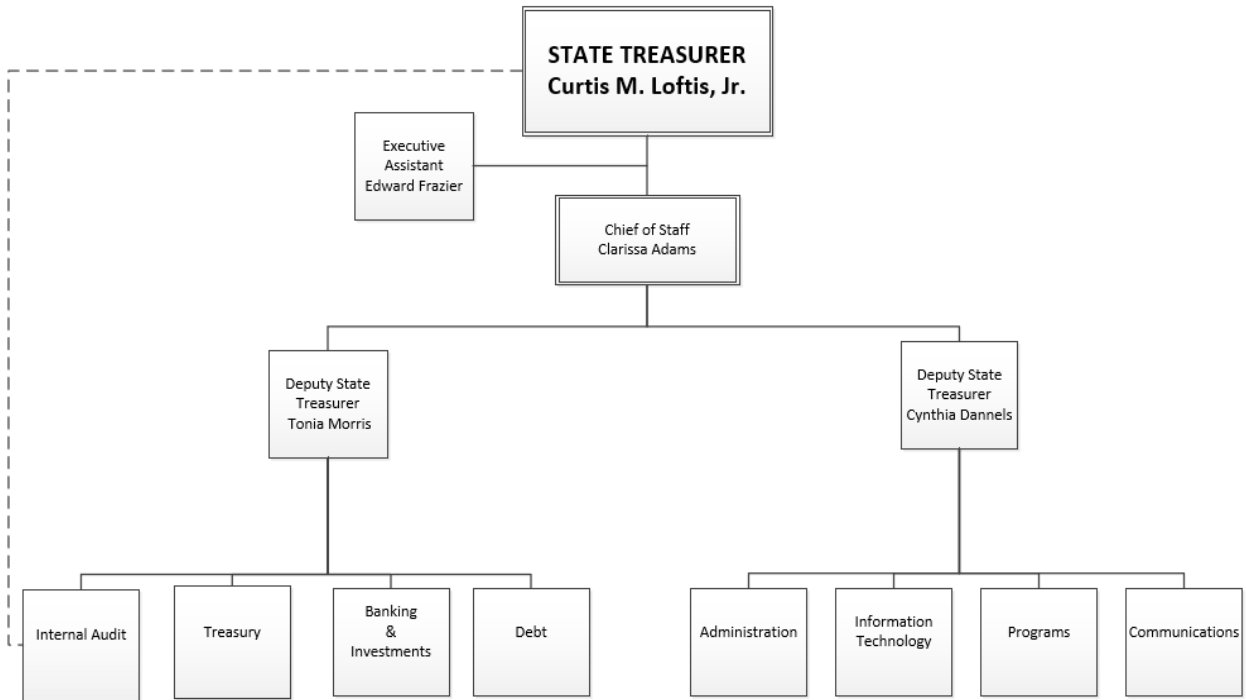 STATE TREASURER
Curtis M. Loftis, Jr.
Executive
Assistant
Edward Frazier
Chief of Staff
Clarissa Adams
Deputy State
Treasurer
Tonia Morris
Deputy State
Treasurer
Cynthia Dannels
Internal Audit
Treasury
Banking
&
Investments
Debt
Administration
Information
Technology
Programs
Communications